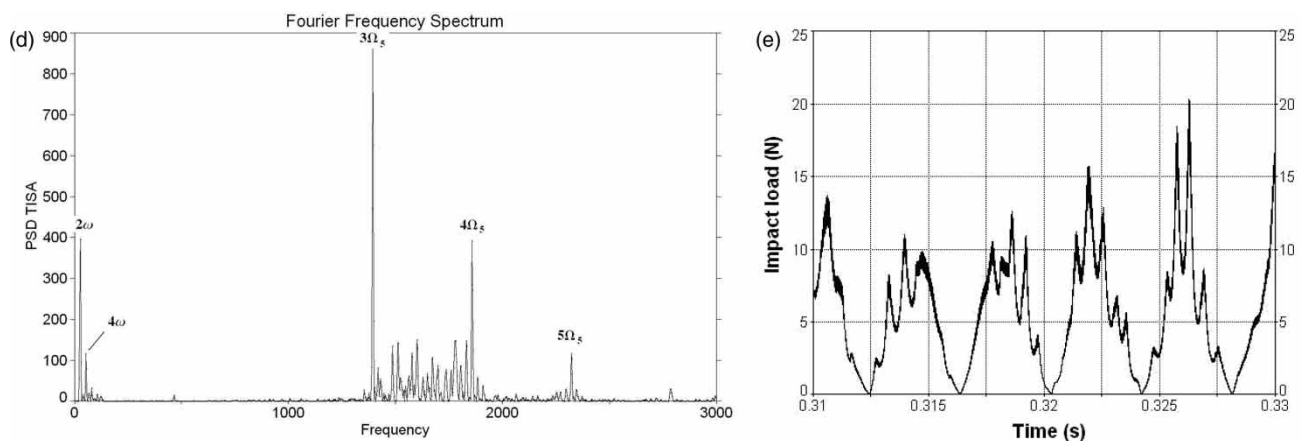 (d)
Fourier Frequency Spectrum
PSD TISA
900
800
700
600
500
400
300
200
100
0
2ω
4ω
3Ω₅
4Ω₅
5Ω₅
0 1000 2000 3000
Frequency
(e)
Impact load (N)
25
20
15
10
5
0
25
20
15
10
5
0
0.31 0.315 0.32 0.325 0.33
Time (s)